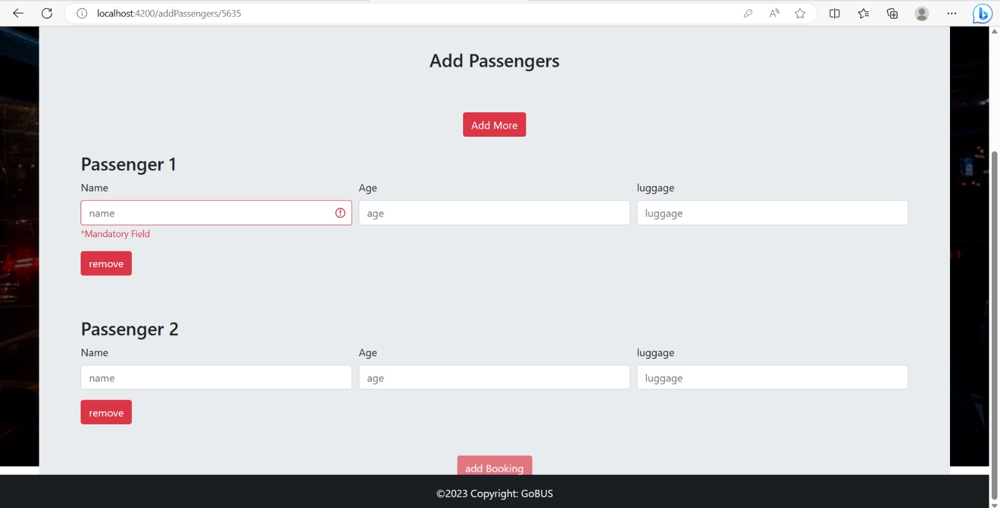 localhost:4200/addPassengers/5635
Add Passengers
Add More
Passenger 1
Name Age luggage
name age luggage
*Mandatory Field
remove
Passenger 2
Name Age luggage
name age luggage
remove
add Booking
©2023 Copyright: GoBUS